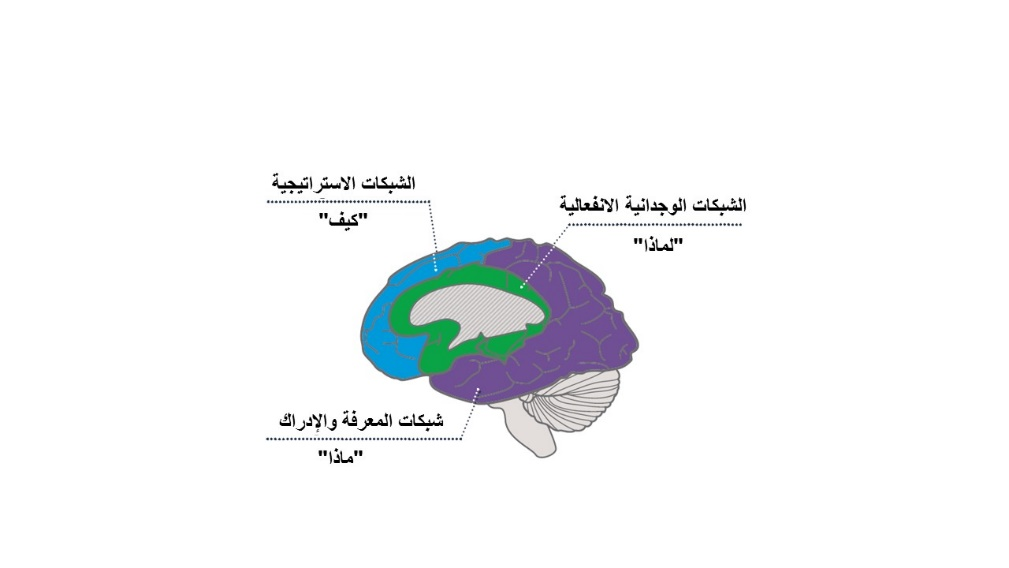 الشبكات الاستراتيجية
"كيف"
الشبكات الوجدانية الانفعالية
"لماذا"
شبكات المعرفة والإدراك
"ماذا"